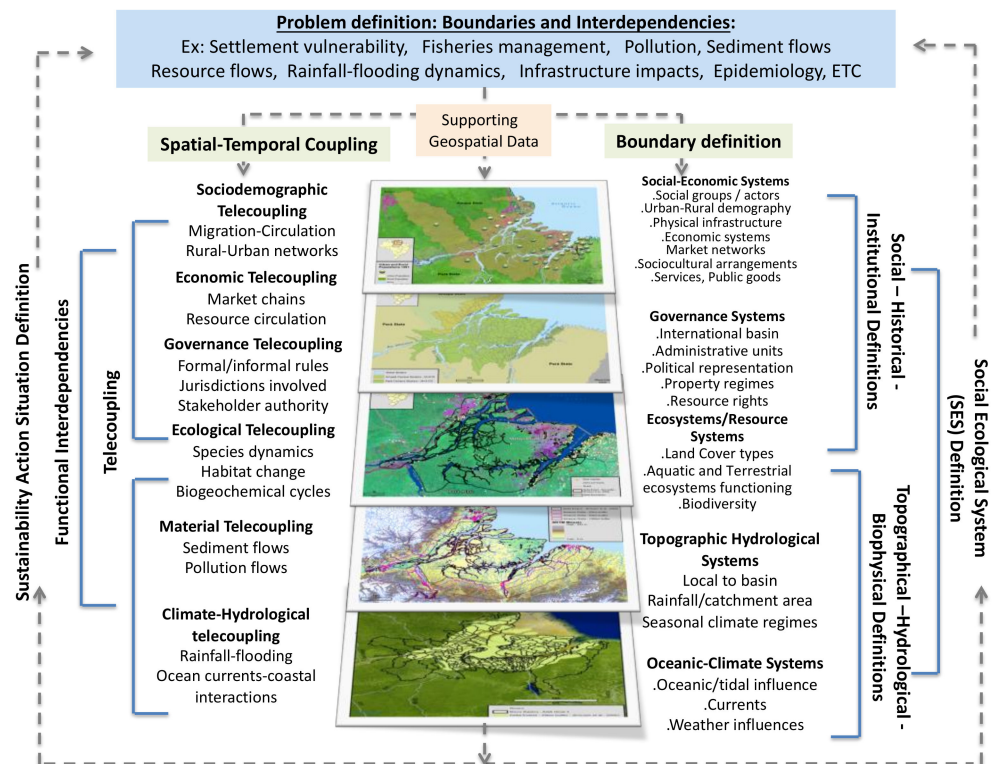 Problem definition: Boundaries and Interdependencies:
Ex: Settlement vulnerability, Fisheries management, Pollution, Sediment flows
Resource flows, Rainfall-flooding dynamics, Infrastructure impacts, Epidemiology, ETC
Supporting
Geospatial Data
Spatial-Temporal Coupling
Boundary definition
Sustainability Action Situation Definition
Functional Interdependencies
Telecoupling
Sociodemographic
Telecoupling
Migration-Circulation
Rural-Urban networks
Economic Telecoupling
Market chains
Resource circulation
Governance Telecoupling
Formal/informal rules
Jurisdictions involved
Stakeholder authority
Ecological Telecoupling
Species dynamics
Habitat change
Biogeochemical cycles
Material Telecoupling
Sediment flows
Pollution flows
Climate-Hydrological
telecoupling
Rainfall-flooding
Ocean currents-coastal
interactions
Social-Economic Systems
.Social groups / actors
.Urban-Rural demography
.Physical infrastructure
.Economic systems
Market networks
.Sociocultural arrangements
.Services, Public goods
Governance Systems
.International basin
.Administrative units
.Political representation
.Property regimes
.Resource rights
Ecosystems/Resource
Systems
.Land Cover types
.Aquatic and Terrestrial
ecosystems functioning
.Biodiversity
Topographic Hydrological
Systems
Local to basin
Rainfall/catchment area
Seasonal climate regimes
Oceanic-Climate Systems
.Oceanic/tidal influence
.Currents
.Weather influences
Social – Historical -
Institutional Definitions
Topographical –Hydrological -
Biophysical Definitions
Social Ecological System
(SES) Definition